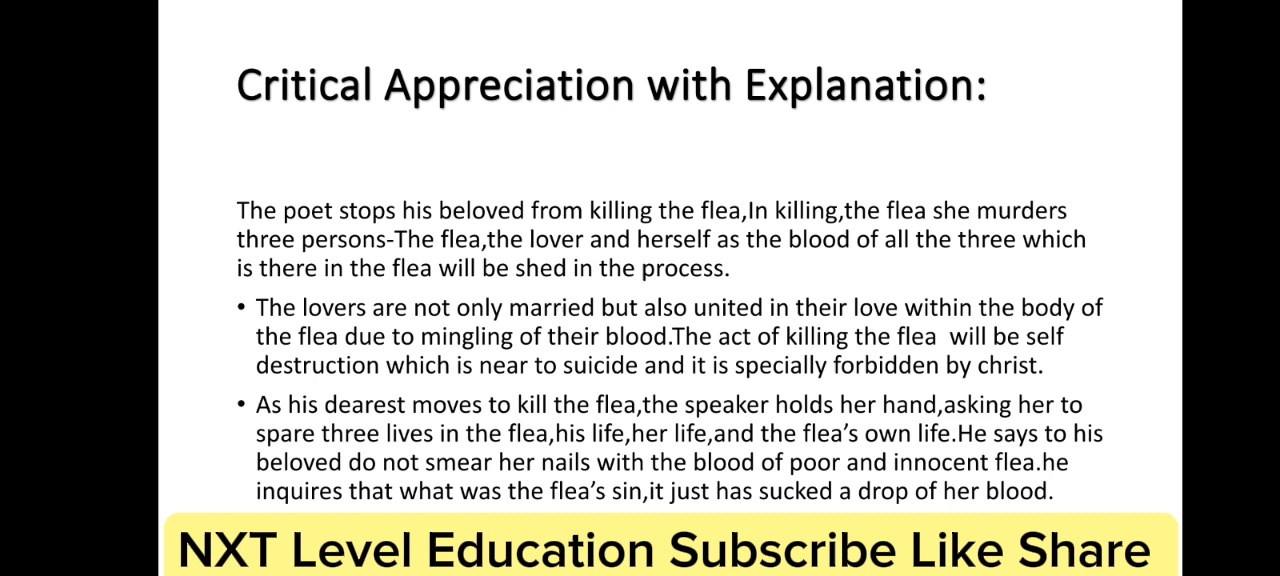 Critical Appreciation with Explanation:
The poet stops his beloved from killing the flea,In killing,the flea she murders
three persons-The flea,the lover and herself as the blood of all the three which
is there in the flea will be shed in the process.
• The lovers are not only married but also united in their love within the body of
the flea due to mingling of their blood.The act of killing the flea  will be self
destruction which is near to suicide and it is specially forbidden by christ.
• As his dearest moves to kill the flea,the speaker holds her hand,asking her to
spare three lives in the flea,his life,her life,and the flea’s own life.He says to his
beloved do not smear her nails with the blood of poor and innocent flea.he
inquires that what was the flea’s sin,it just has sucked a drop of her blood.
NXT Level Education Subscribe Like Share